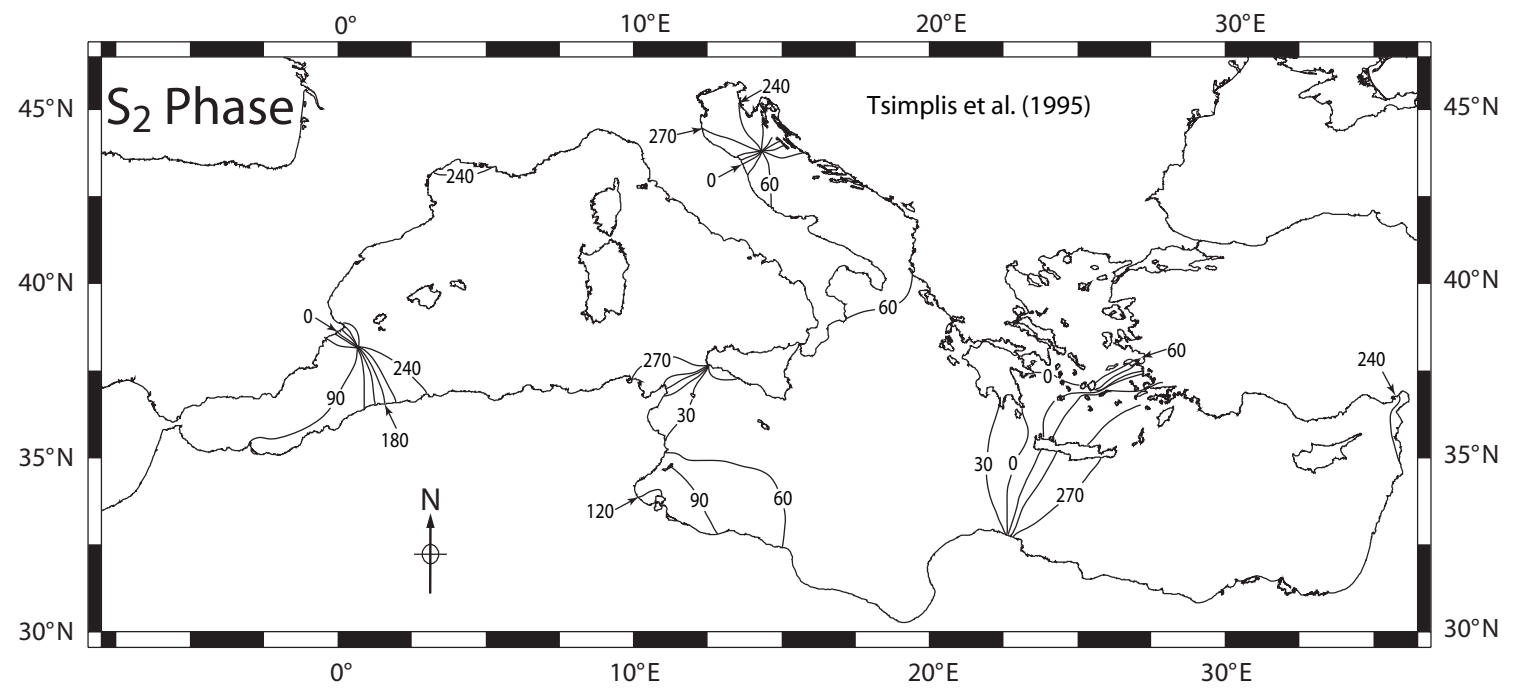 0° 10°E 20°E 30°E
45°N S₂ Phase 240 Tsimplis et al. (1995) 45°N
270
240 0 60
40°N 40°N
0 60
270 60
240 0 240
90 30
180
35°N 30 0 35°N
N 120 90 60 270
30°N 30°N
0° 10°E 20°E 30°E